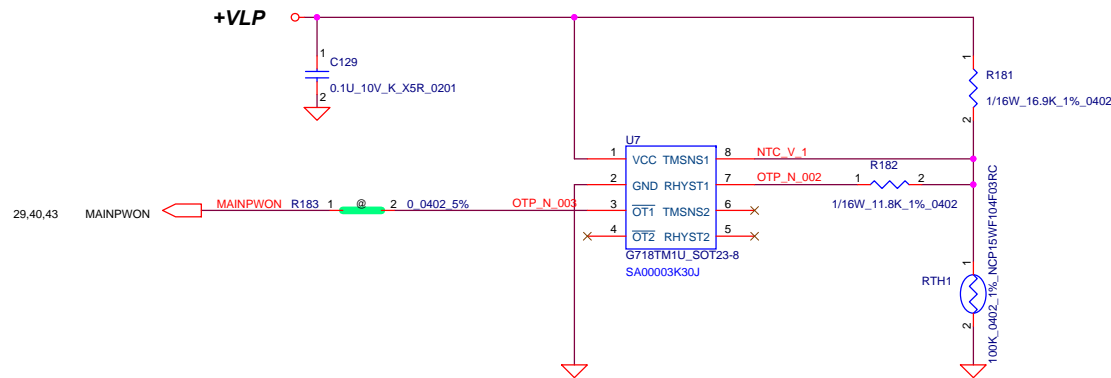 +VLP
1
C129
0.1U_10V_K_X5R_0201
2
1
R181
1/16W_16.9K_1%_0402
2
U7
1 VCC TMSNS1 8 NTC_V_1
2 GND RHYST1 7 OTP_N_002
3 OT1 TMSNS2 6
4 OT2 RHYST2 5
G718TM1U_SOT23-8
SA00003K30J
R182
1 2
1/16W_11.8K_1%_0402
29,40,43 MAINPWON MAINPWON R183 1 @ 2 0_0402_5% OTP_N_003
RTH1
1
2
100K_0402_1%_NCP15WF104F03RC